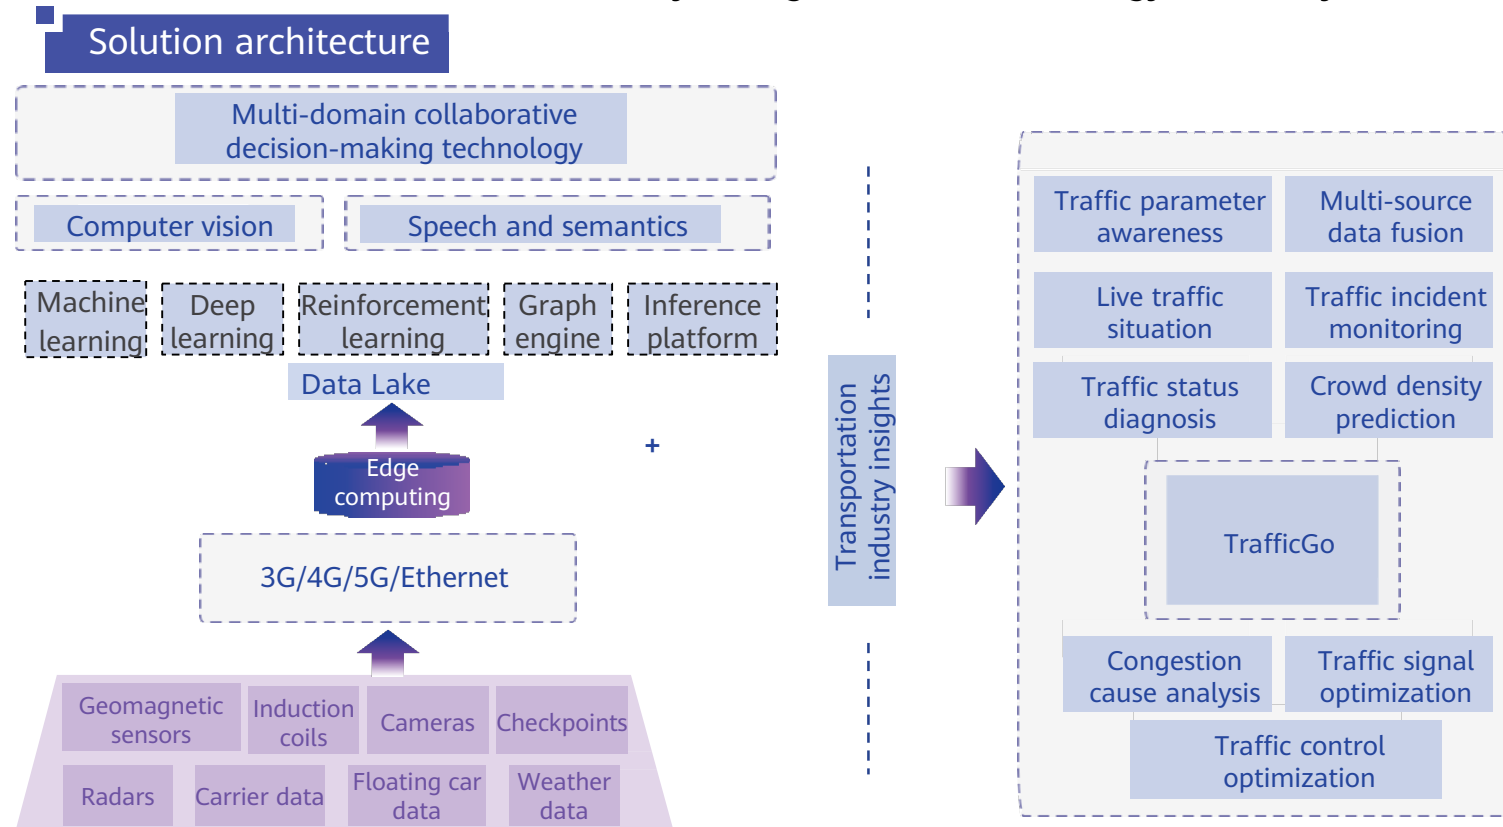 Solution architecture
Multi-domain collaborative
decision-making technology
Computer vision
Speech and semantics
Machine
learning
Deep
learning
Reinforcement
learning
Graph
engine
Inference
platform
Data Lake
Edge
computing
3G/4G/5G/Ethernet
Geomagnetic
sensors
Induction
coils
Cameras
Checkpoints
Radars
Carrier data
Floating car
data
Weather
data
+
Transportation
industry insights
Traffic parameter
awareness
Multi-source
data fusion
Live traffic
situation
Traffic incident
monitoring
Traffic status
diagnosis
Crowd density
prediction
TrafficGo
Congestion
cause analysis
Traffic signal
optimization
Traffic control
optimization